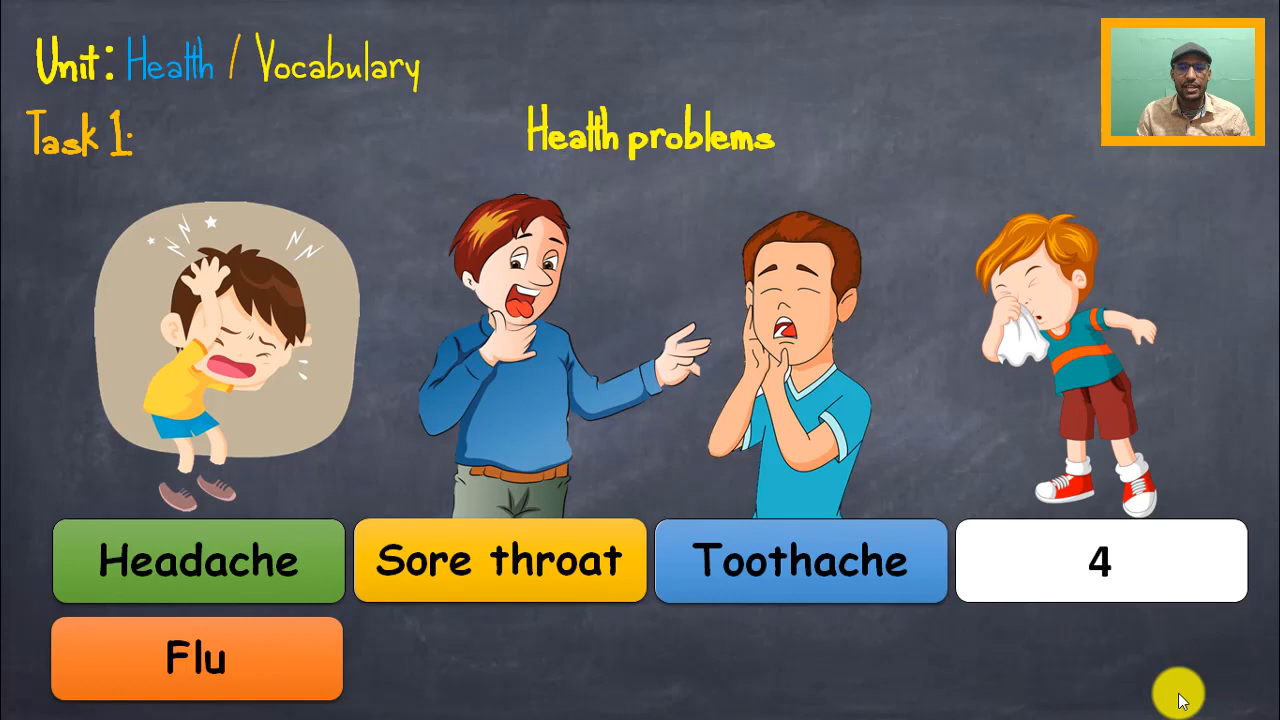 Unit: Health / Vocabulary
Task 1:
Health problems
Headache
Sore throat
Toothache
4
Flu